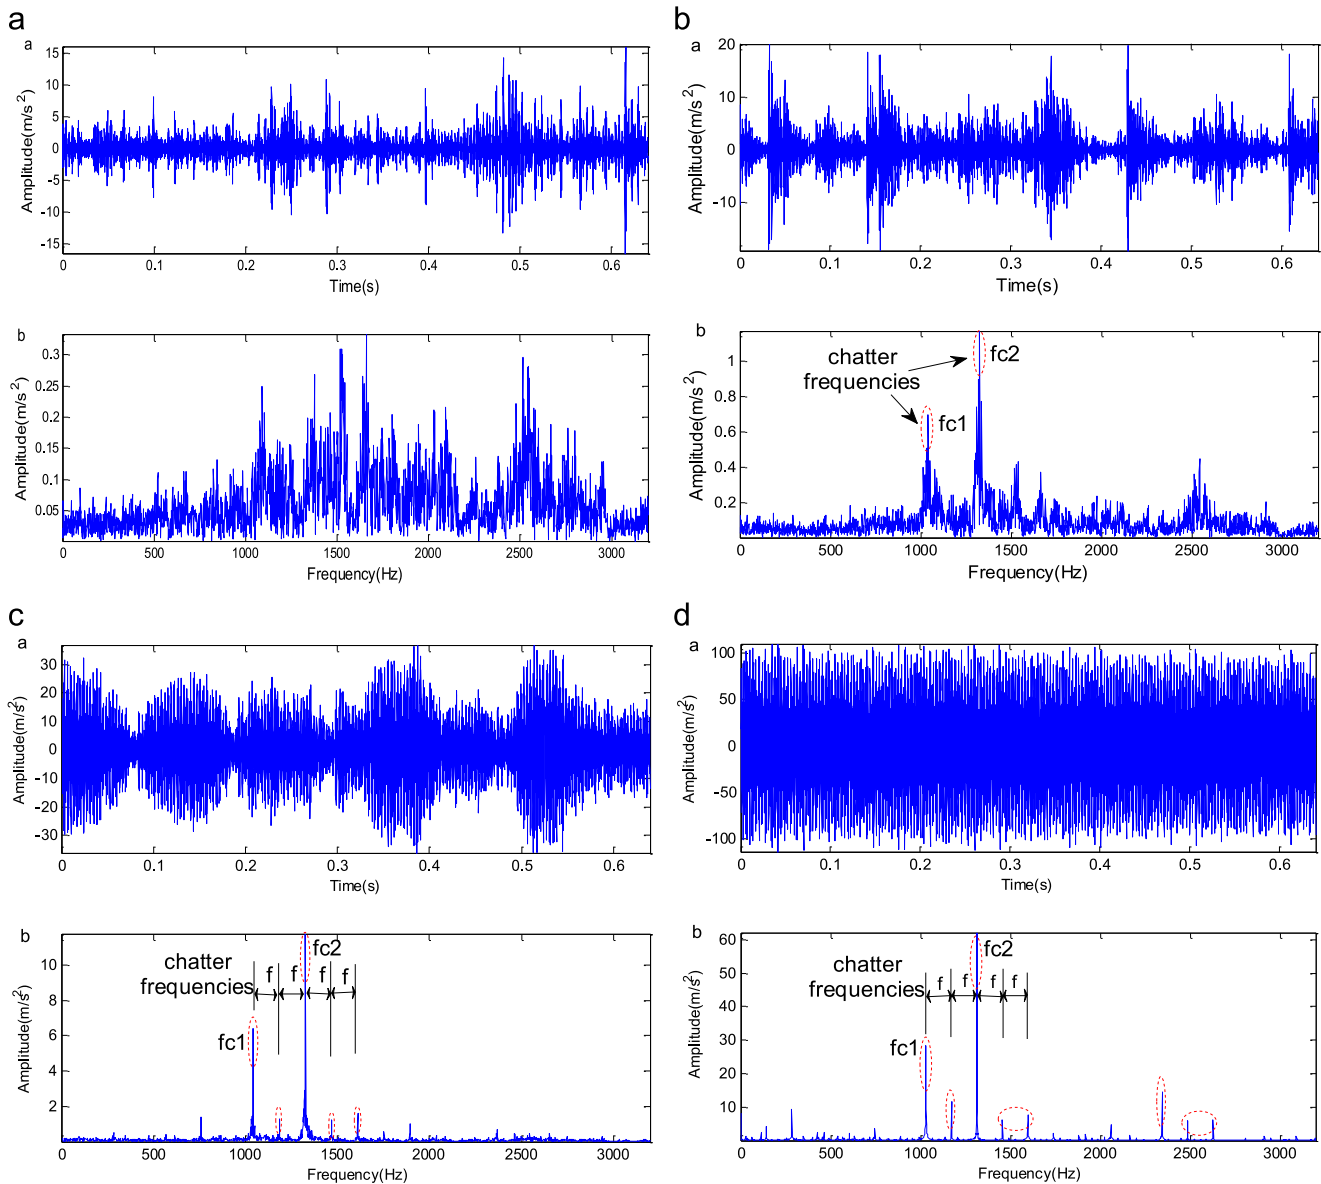 a
a
15
10
5
0
-5
-10
-15
Amplitude(m/s²)
0 0.1 0.2 0.3 0.4 0.5 0.6
Time(s)
b
0.3
0.25
0.20
0.15
0.10
0.05
Amplitude(m/s²)
0 500 1000 1500 2000 2500 3000
Frequency(Hz)
b
a
20
10
0
-10
Amplitude(m/s²)
0 0.1 0.2 0.3 0.4 0.5 0.6
Time(s)
b
1
0.8
0.6
0.4
0.2
Amplitude(m/s²)
chatter
frequencies
fc2
fc1
0 500 1000 1500 2000 2500 3000
Frequency(Hz)
c
a
30
20
10
0
-10
-20
-30
Amplitude(m/s²)
0 0.1 0.2 0.3 0.4 0.5 0.6
Time(s)
b
10
8
6
4
2
Amplitude(m/s²)
chatter
frequencies
f f f f
fc2
fc1
0 500 1000 1500 2000 2500 3000
Frequency(Hz)
d
a
100
50
0
-50
-100
Amplitude(m/s²)
0 0.1 0.2 0.3 0.4 0.5 0.6
Time(s)
b
60
50
40
30
20
10
Amplitude(m/s²)
chatter
frequencies
f f f f
fc2
fc1
0 500 1000 1500 2000 2500 3000
Frequency(Hz)